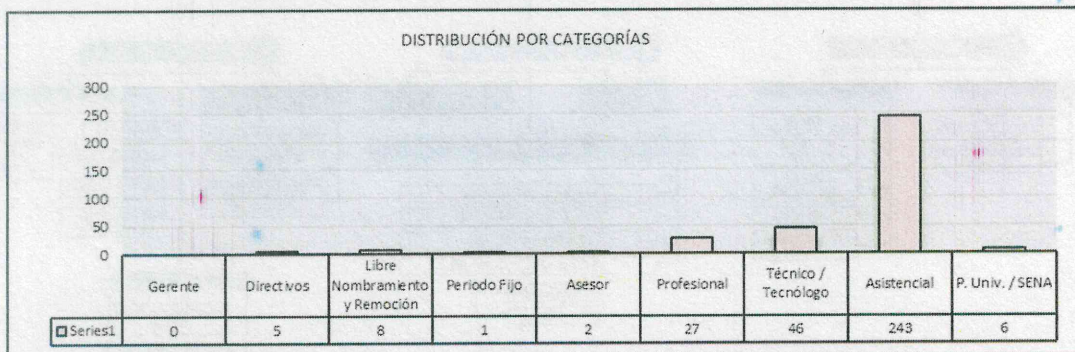 DISTRIBUCIÓN POR CATEGORÍAS
300
250
200
150
100
50
0
Gerente
Directivos
Libre
Nombramiento
y Remoción
Periodo Fijo
Asesor
Profesional
Técnico /
Tecnólogo
Asistencial
P. Univ. / SENA
Series1 0 5 8 1 2 27 46 243 6